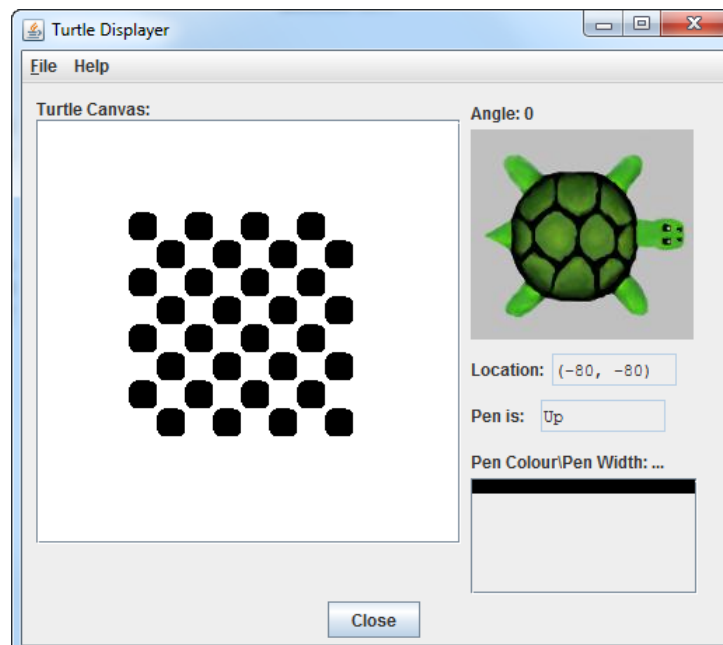 Turtle Displayer
File Help
Turtle Canvas:
Angle: 0
Location: (-80, -80)
Pen is: Up
Pen Colour\Pen Width: ...
Close